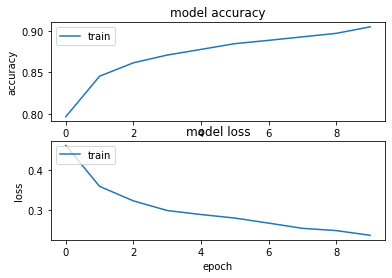 model accuracy
0.90
0.85
0.80
accuracy
train
0 2 4 6 8
model loss
0.4
0.3
loss
train
0 2 4 6 8
epoch